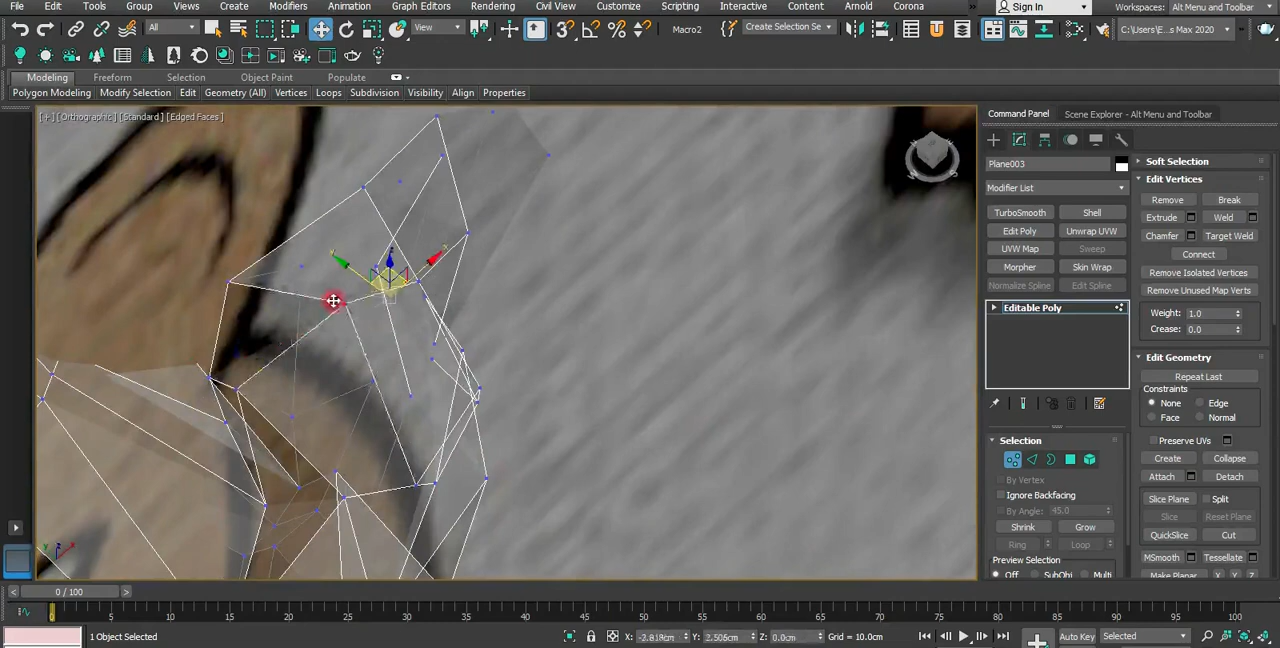 File Edit Tools Group Views Create Modifiers Animation Graph Editors Rendering Civil View Customize Scripting Interactive Content Arnold Corona » Sign In Workspaces: Alt Menu and Toolbar
All View Macro2 Create Selection Se C:\Users\E...s Max 2020
Modeling Freeform Selection Object Paint Populate
Polygon Modeling Modify Selection Edit Geometry (All) Vertices Loops Subdivision Visibility Align Properties
[+] [Orthographic] [Standard] [Edged Faces]
Command Panel Scene Explorer - Alt Menu and Toolbar
Plane003
Modifier List
TurboSmooth Shell
Edit Poly Unwrap UVW
UVW Map Sweep
Morpher Skin Wrap
Normalize Spline Edit Spline
Editable Poly
Selection
By Vertex
Ignore Backfacing
By Angle: 45.0
Shrink Grow
Ring Loop
Preview Selection
Off SubObj Multi
Soft Selection
Edit Vertices
Remove Break
Extrude Weld
Chamfer Target Weld
Connect
Remove Isolated Vertices
Remove Unused Map Verts
Weight: 1.0
Crease: 0.0
Edit Geometry
Repeat Last
Constraints
None Edge
Face Normal
Preserve UVs
Create Collapse
Attach Detach
Slice Plane Split
Slice Reset Plane
QuickSlice Cut
MSmooth Tessellate
Make Planar X Y Z
0 / 100
0 5 10 15 20 25 30 35 40 45 50 55 60 65 70 75 80 85 90 95 100
1 Object Selected X: -2.818cm Y: 2.506cm Z: 0.0cm Grid = 10.0cm Auto Key Selected